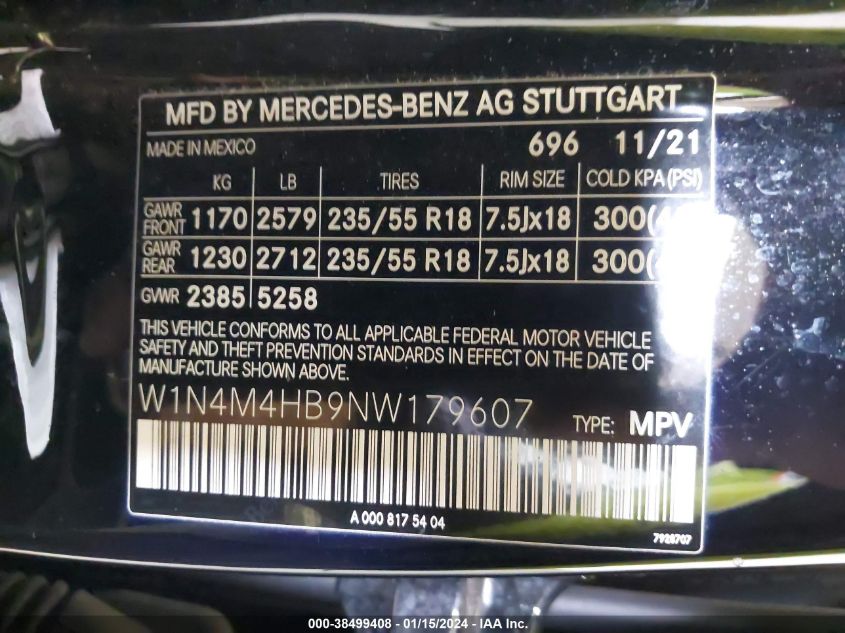 MFD BY MERCEDES-BENZ AG STUTTGART
MADE IN MEXICO 696 11/21
KG LB TIRES RIM SIZE COLD KPA (PSI)
GAWR FRONT 1170 2579 235/55 R18 7.5Jx18 300
GAWR REAR 1230 2712 235/55 R18 7.5Jx18 300
GVWR 2385 5258
THIS VEHICLE CONFORMS TO ALL APPLICABLE FEDERAL MOTOR VEHICLE
SAFETY AND THEFT PREVENTION STANDARDS IN EFFECT ON THE DATE OF
MANUFACTURE SHOWN ABOVE.
W1N4M4HB9NW179607 TYPE: MPV
A 000 817 54 04
7928707
000-38499408 - 01/15/2024 - © IAA Inc.